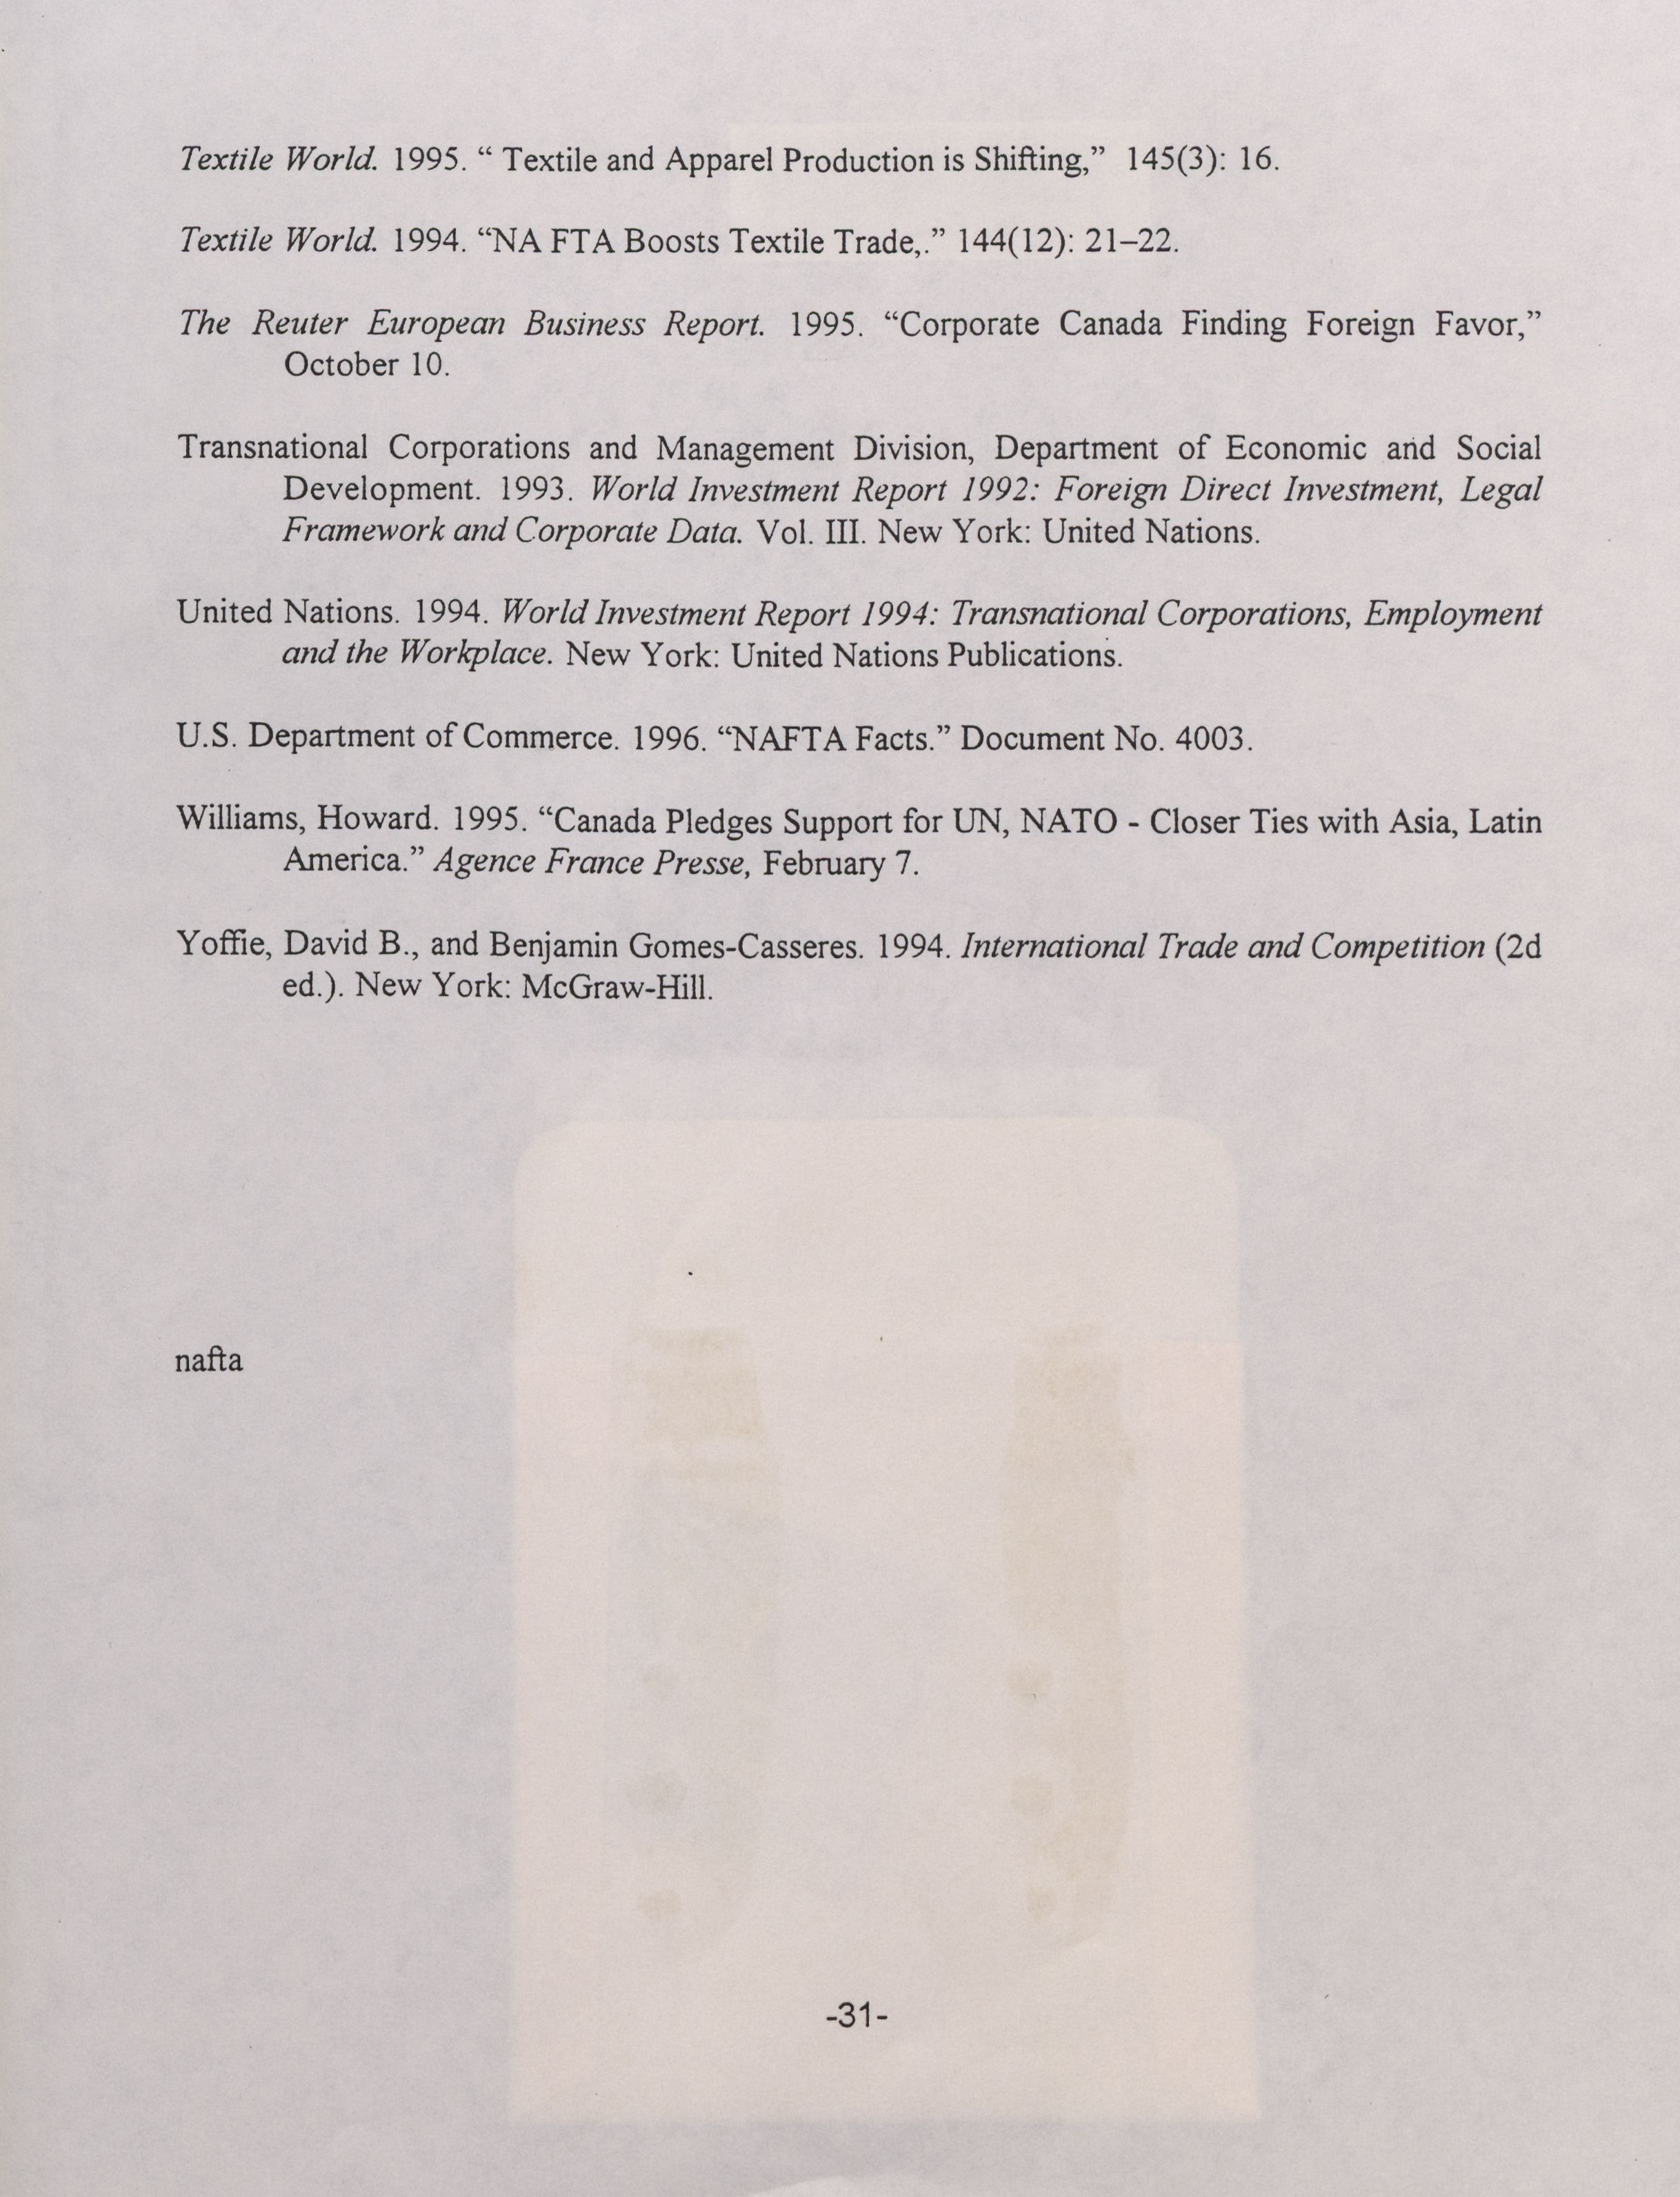 Textile World. 1995. “ Textile and Apparel Production is Shifting,” 145(3): 16.
Textile World. 1994. “NA FTA Boosts Textile Trade,.” 144(12): 21–22.
The Reuter European Business Report. 1995. “Corporate Canada Finding Foreign Favor,”
October 10.
Transnational Corporations and Management Division, Department of Economic and Social
Development. 1993. World Investment Report 1992: Foreign Direct Investment, Legal
Framework and Corporate Data. Vol. III. New York: United Nations.
United Nations. 1994. World Investment Report 1994: Transnational Corporations, Employment
and the Workplace. New York: United Nations Publications.
U.S. Department of Commerce. 1996. “NAFTA Facts.” Document No. 4003.
Williams, Howard. 1995. “Canada Pledges Support for UN, NATO - Closer Ties with Asia, Latin
America.” Agence France Presse, February 7.
Yoffie, David B., and Benjamin Gomes-Casseres. 1994. International Trade and Competition (2d
ed.). New York: McGraw-Hill.
nafta
-31-